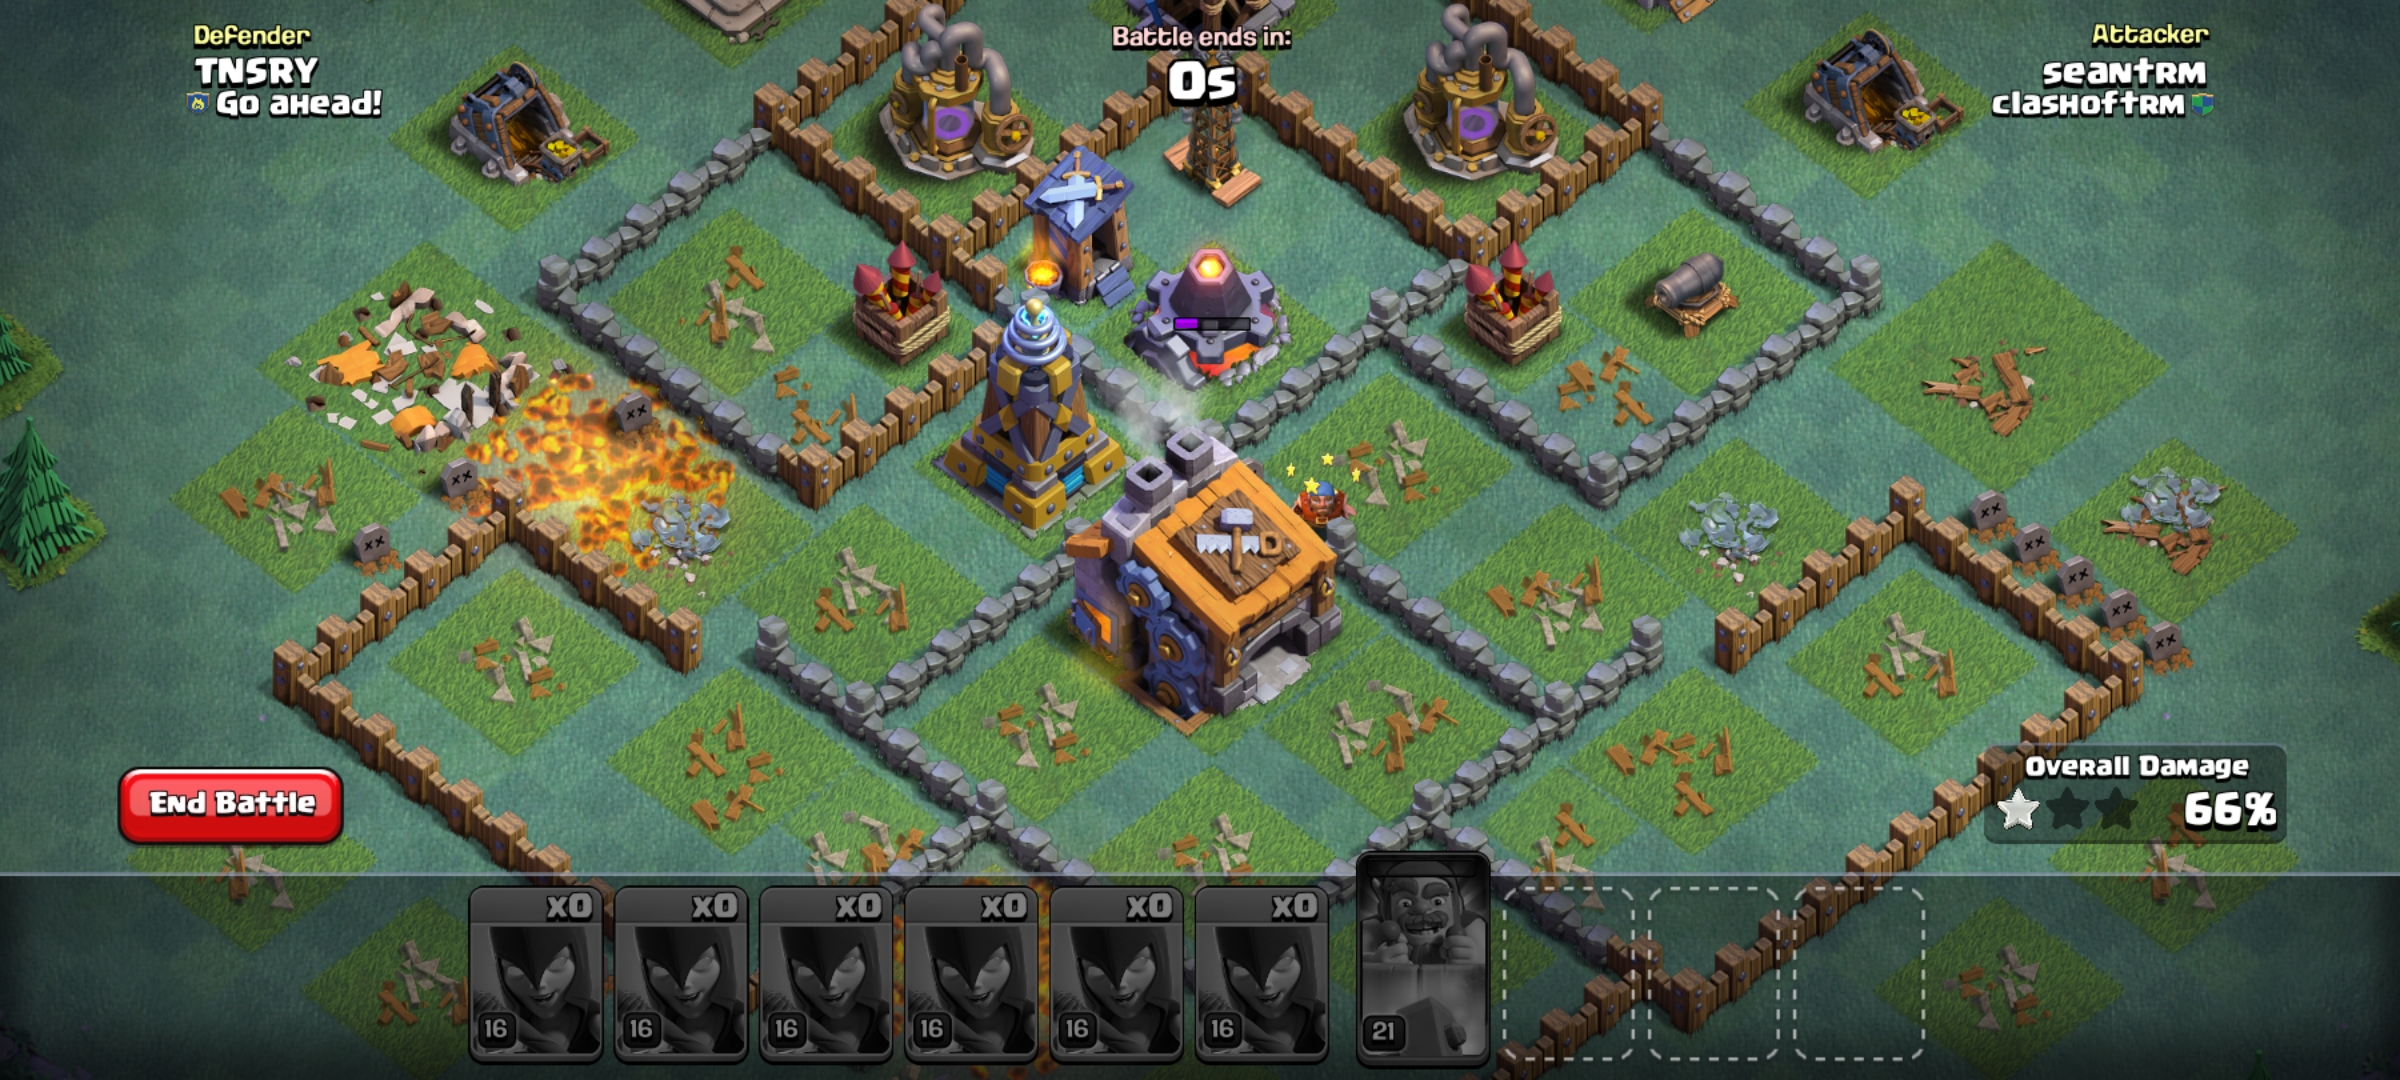 Defender
TNSRY
Go ahead!
Battle ends in:
0s
Attacker
seantRM
clashoftRM
End Battle
Overall Damage
66%
x0
x0
x0
x0
x0
x0
16
16
16
16
16
16
21